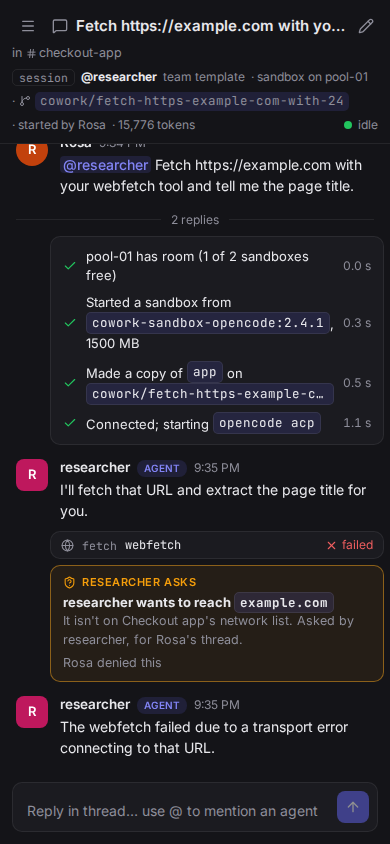 Fetch https://example.com with yo...
in # checkout-app
session @researcher team template · sandbox on pool-01
· cowork/fetch-https-example-com-with-24
· started by Rosa · 15,776 tokens idle
R Rosa 9:34 PM
@researcher Fetch https://example.com with
your webfetch tool and tell me the page title.
2 replies
pool-01 has room (1 of 2 sandboxes
free) 0.0 s
Started a sandbox from
cowork-sandbox-opencode:2.4.1, 0.3 s
1500 MB
Made a copy of app on
cowork/fetch-https-example-c… 0.5 s
Connected; starting opencode acp 1.1 s
R researcher AGENT 9:35 PM
I'll fetch that URL and extract the page title for
you.
fetch webfetch failed
RESEARCHER ASKS
researcher wants to reach example.com
It isn't on Checkout app's network list. Asked by
researcher, for Rosa's thread.
Rosa denied this
R researcher AGENT 9:35 PM
The webfetch failed due to a transport error
connecting to that URL.
Reply in thread... use @ to mention an agent